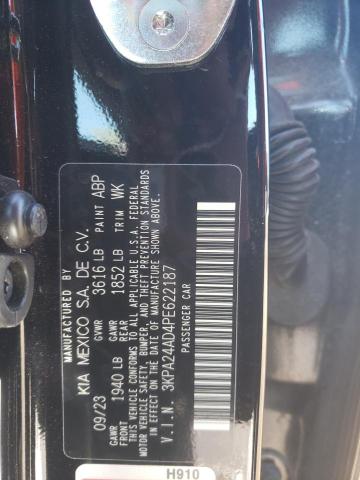 MANUFACTURED BY
KIA MEXICO S.A. DE C.V.
09/23 GVWR 3616 LB PAINT ABP
GAWR FRONT 1940 LB GAWR REAR 1852 LB TRIM WK
THIS VEHICLE CONFORMS TO ALL APPLICABLE U.S.A. FEDERAL
MOTOR VEHICLE SAFETY, BUMPER, AND THEFT PREVENTION STANDARDS
IN EFFECT ON THE DATE OF MANUFACTURE SHOWN ABOVE.
V.I.N. 3KPA24AD4PE622187
PASSENGER CAR
H910